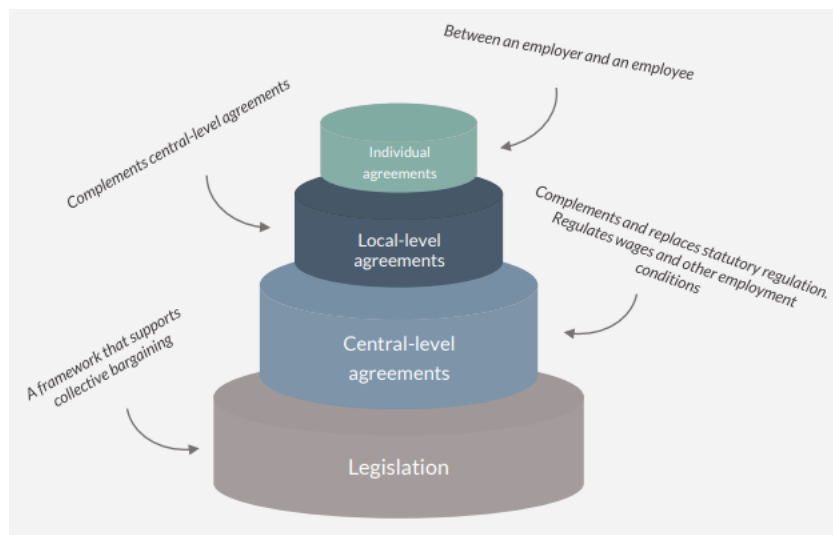 Between an employer and an employee
Complements central-level agreements
Individual
agreements
Complements and replaces statutory regulation.
Regulates wages and other employment
conditions
Local-level
agreements
A framework that supports
collective bargaining
Central-level
agreements
Legislation